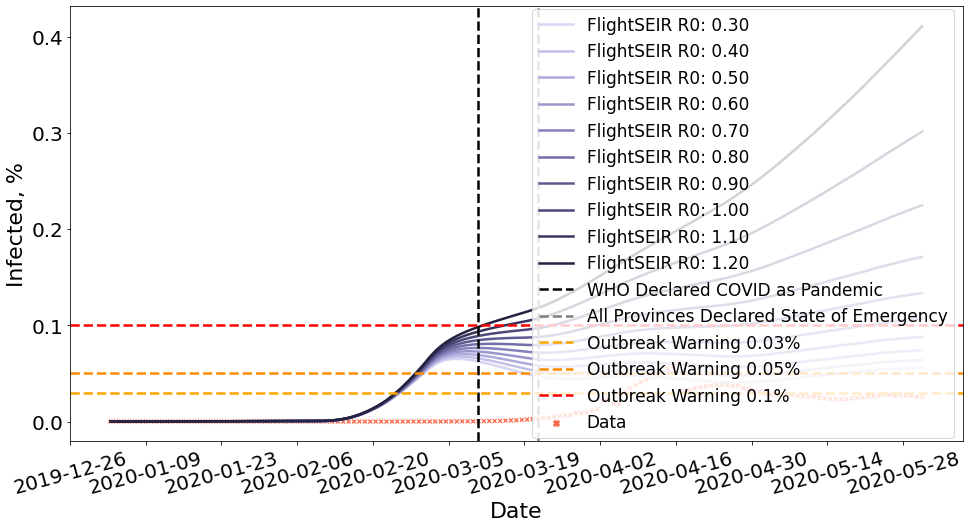 0.4
0.3
0.2
0.1
0.0
Infected, %
FlightSEIR R0: 0.30
FlightSEIR R0: 0.40
FlightSEIR R0: 0.50
FlightSEIR R0: 0.60
FlightSEIR R0: 0.70
FlightSEIR R0: 0.80
FlightSEIR R0: 0.90
FlightSEIR R0: 1.00
FlightSEIR R0: 1.10
FlightSEIR R0: 1.20
WHO Declared COVID as Pandemic
All Provinces Declared State of Emergency
Outbreak Warning 0.03%
Outbreak Warning 0.05%
Outbreak Warning 0.1%
Data
2019-12-26
2020-01-09
2020-01-23
2020-02-06
2020-02-20
2020-03-05
2020-03-19
2020-04-02
2020-04-16
2020-04-30
2020-05-14
2020-05-28
Date